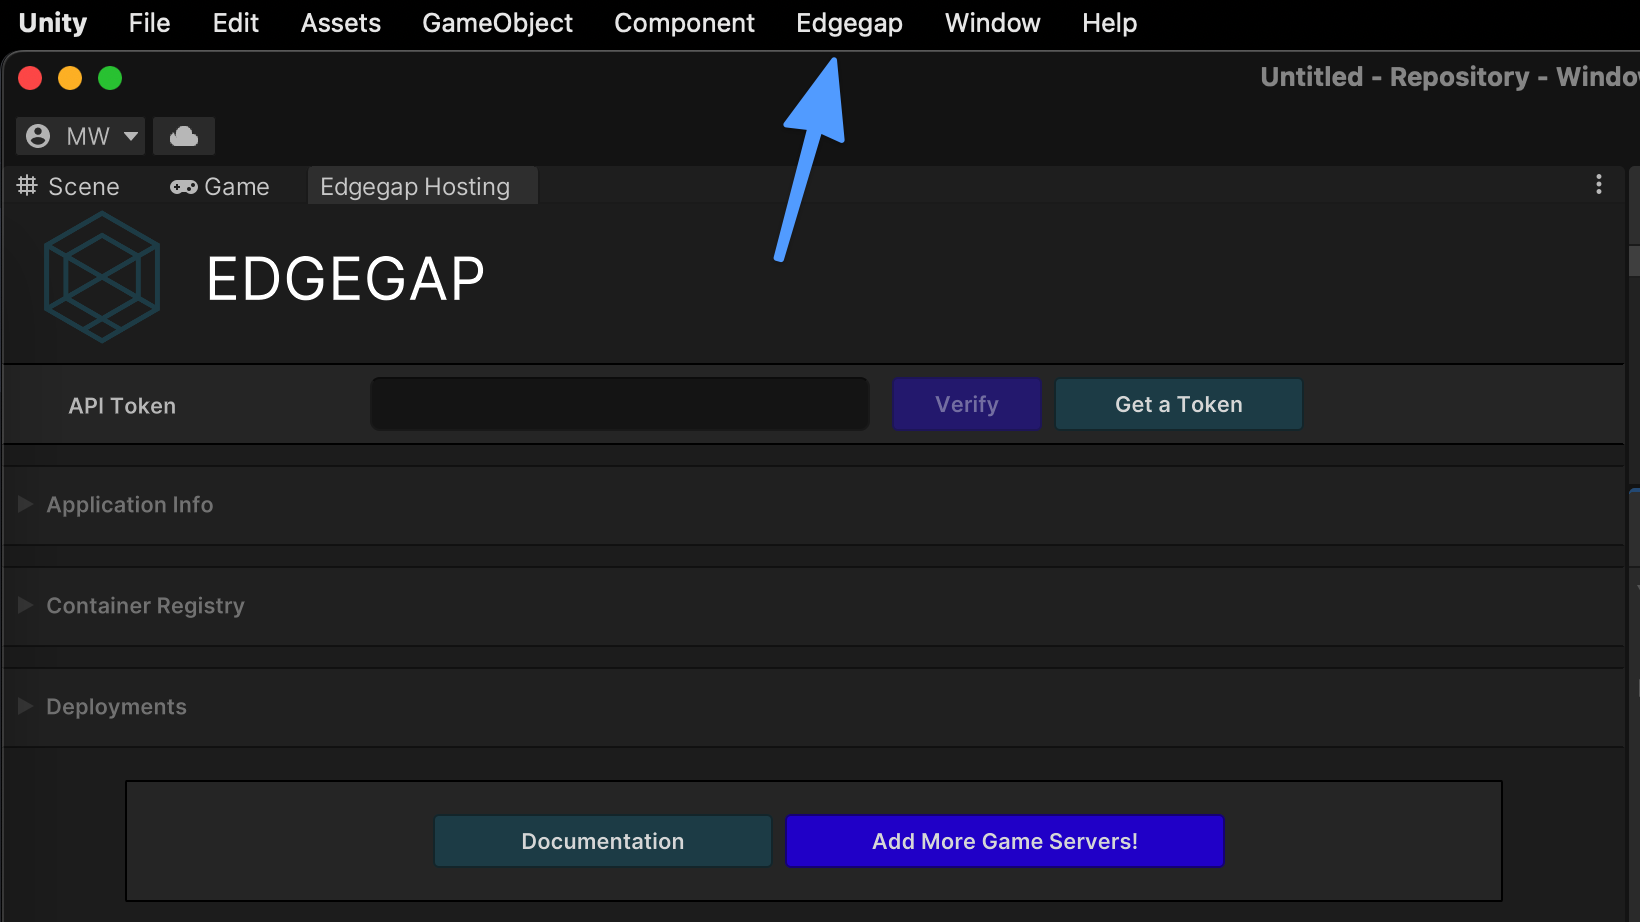 Unity File Edit Assets GameObject Component Edgegap Window Help
Untitled - Repository - Windo
MW
Scene Game Edgegap Hosting
EDGEGAP
API Token Verify Get a Token
Application Info
Container Registry
Deployments
Documentation Add More Game Servers!